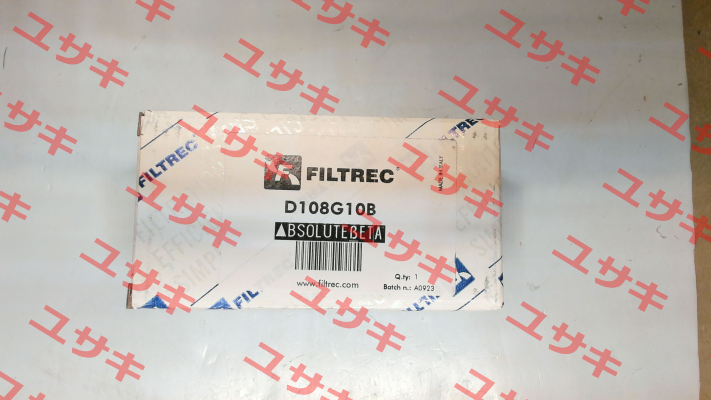 FILTREC
D108G10B
ABSOLUTEBETA
Q.ty: 1
www.filtrec.com
Batch n.: A0923
MADE IN ITALY
FILTREC
ユサキ